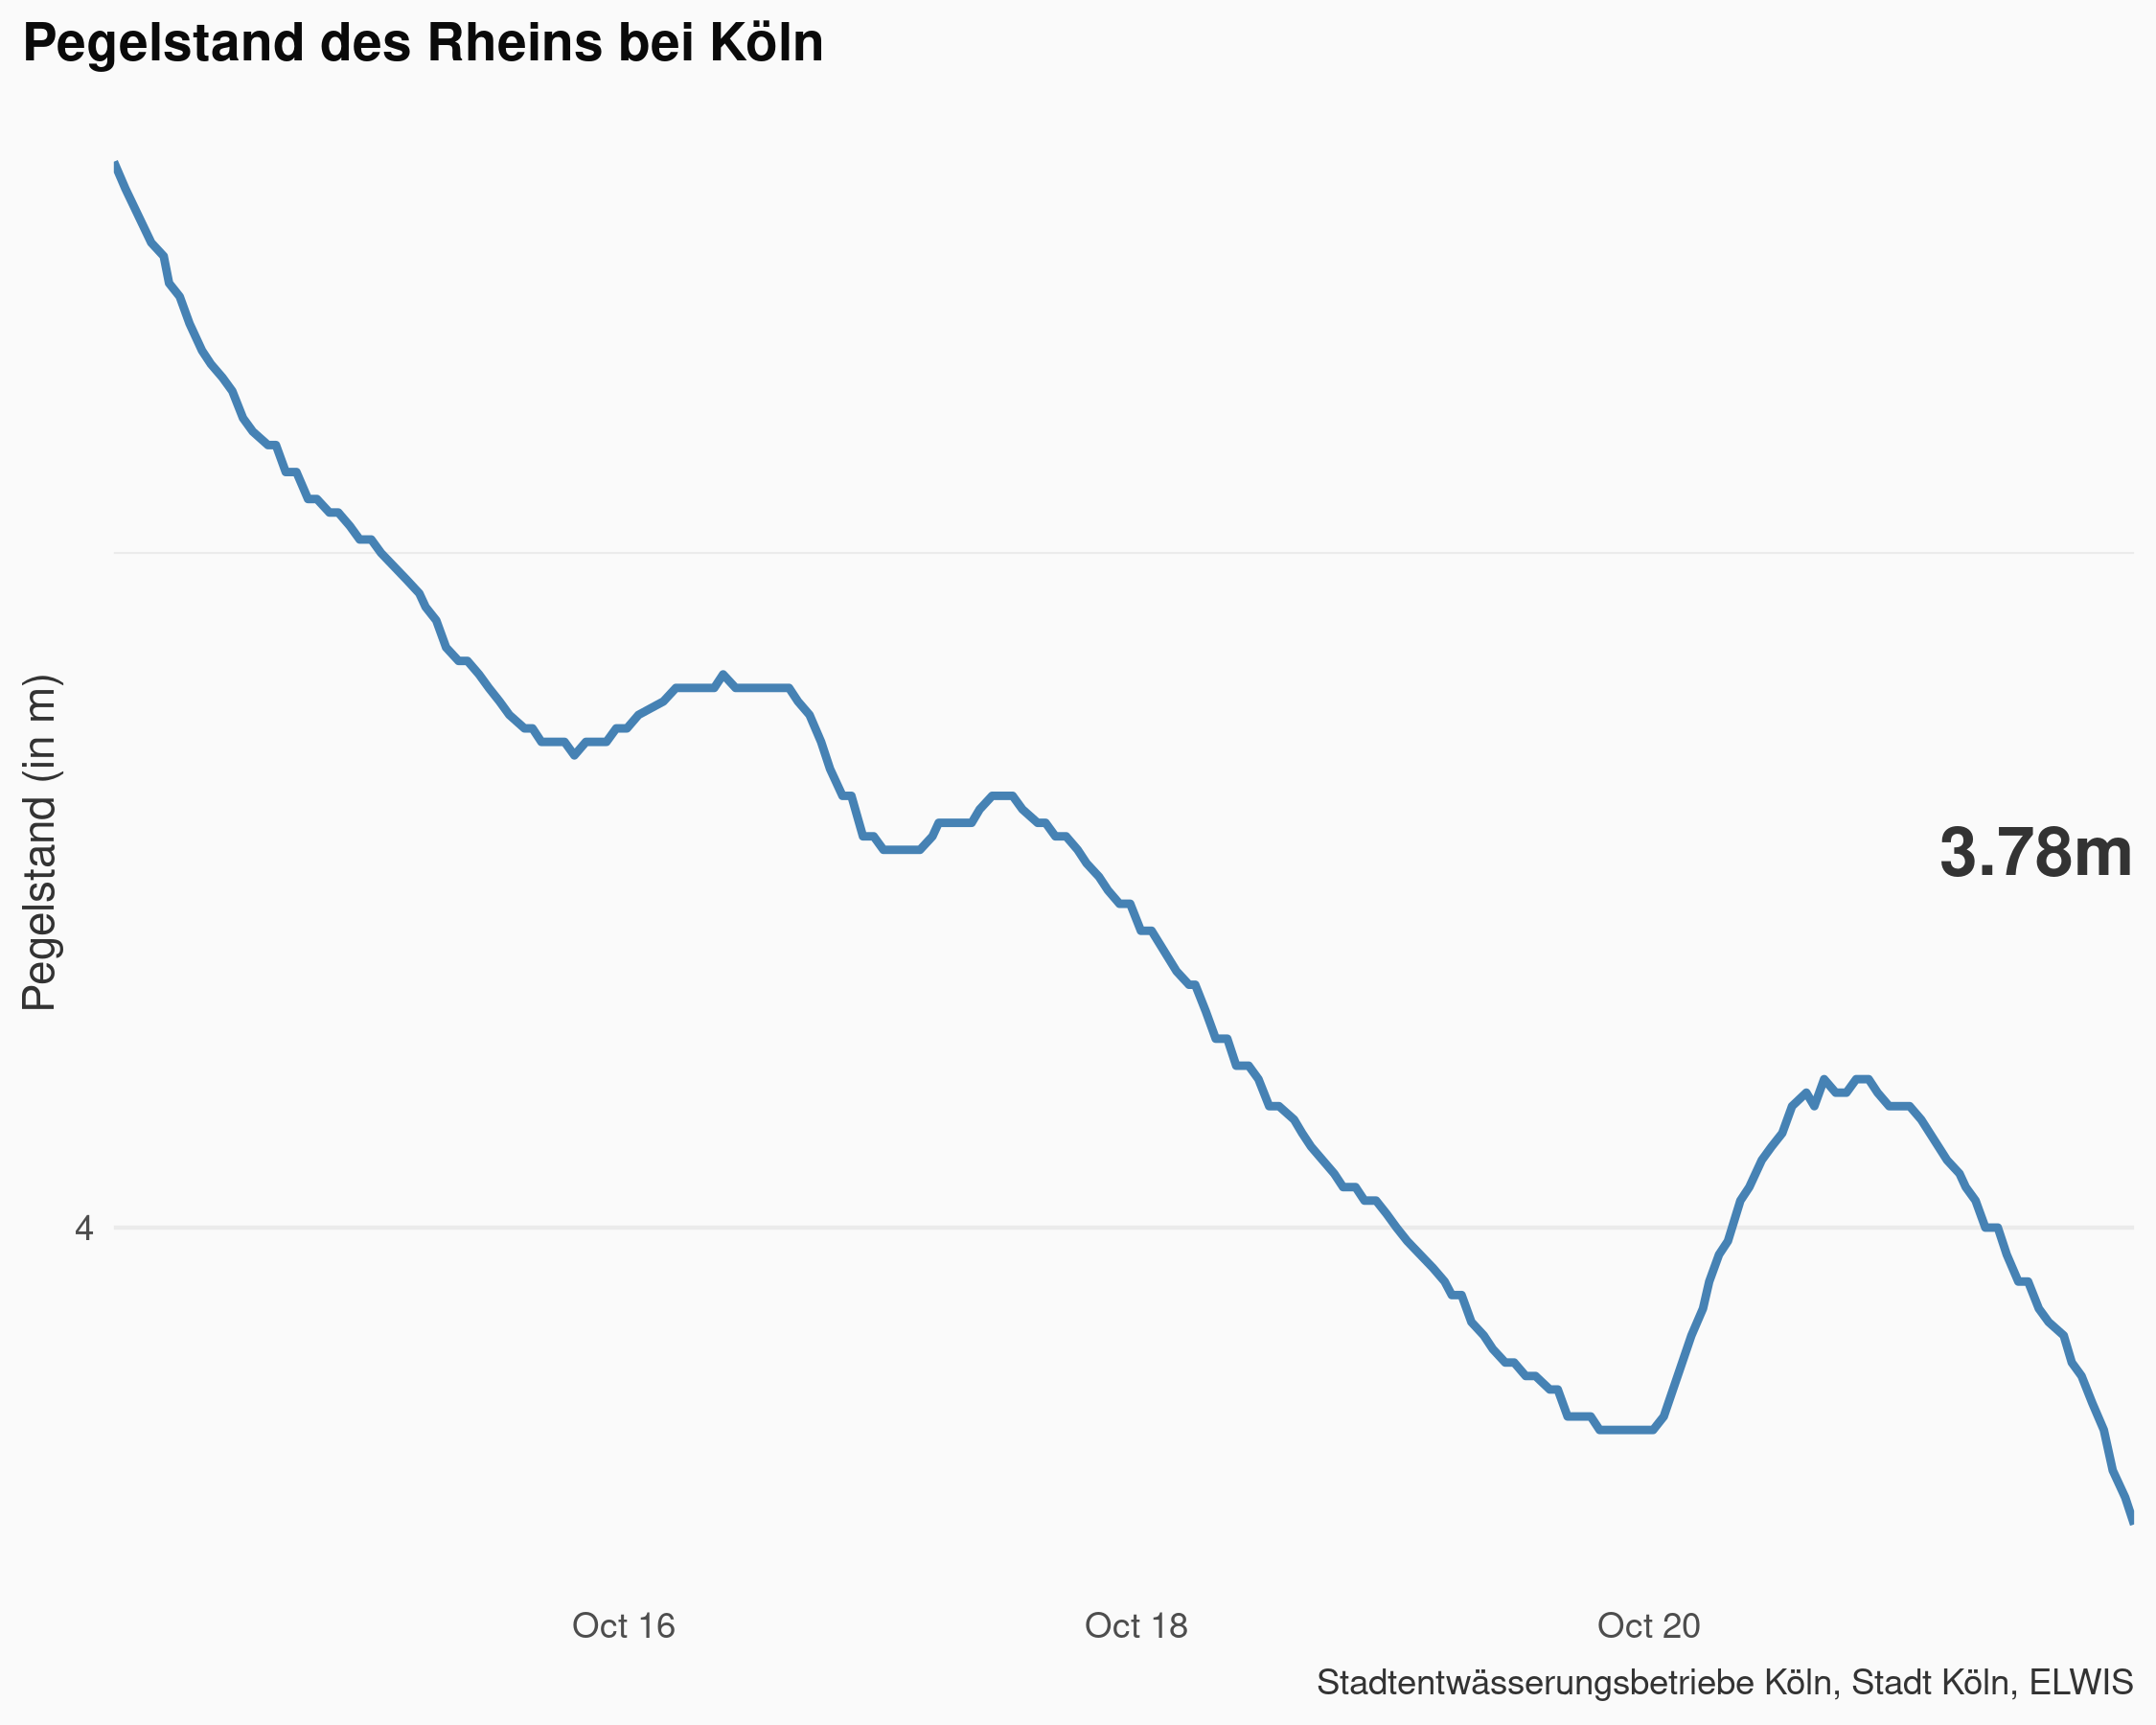 Pegelstand des Rheins bei Köln
Pegelstand (in m)
3.78m
4
Oct 16
Oct 18
Oct 20
Stadtentwässerungsbetriebe Köln, Stadt Köln, ELWIS